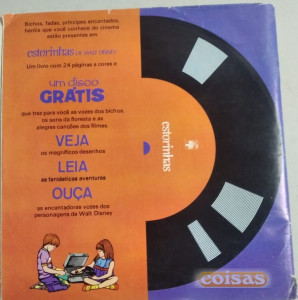 Bichos, fadas, príncipes encantados,
heróis que você conhece do cinema
estão presentes em
estorinhas DE WALT DISNEY
Um livro com 24 páginas a cores e
um disco
GRÁTIS
que traz para você as vozes dos bichos,
os sons da floresta e as
alegres canções dos filmes.
VEJA
os magníficos desenhos
LEIA
as fantásticas aventuras
OUÇA
as encantadoras vozes dos
personagens da Walt Disney
estorinhas
coisas